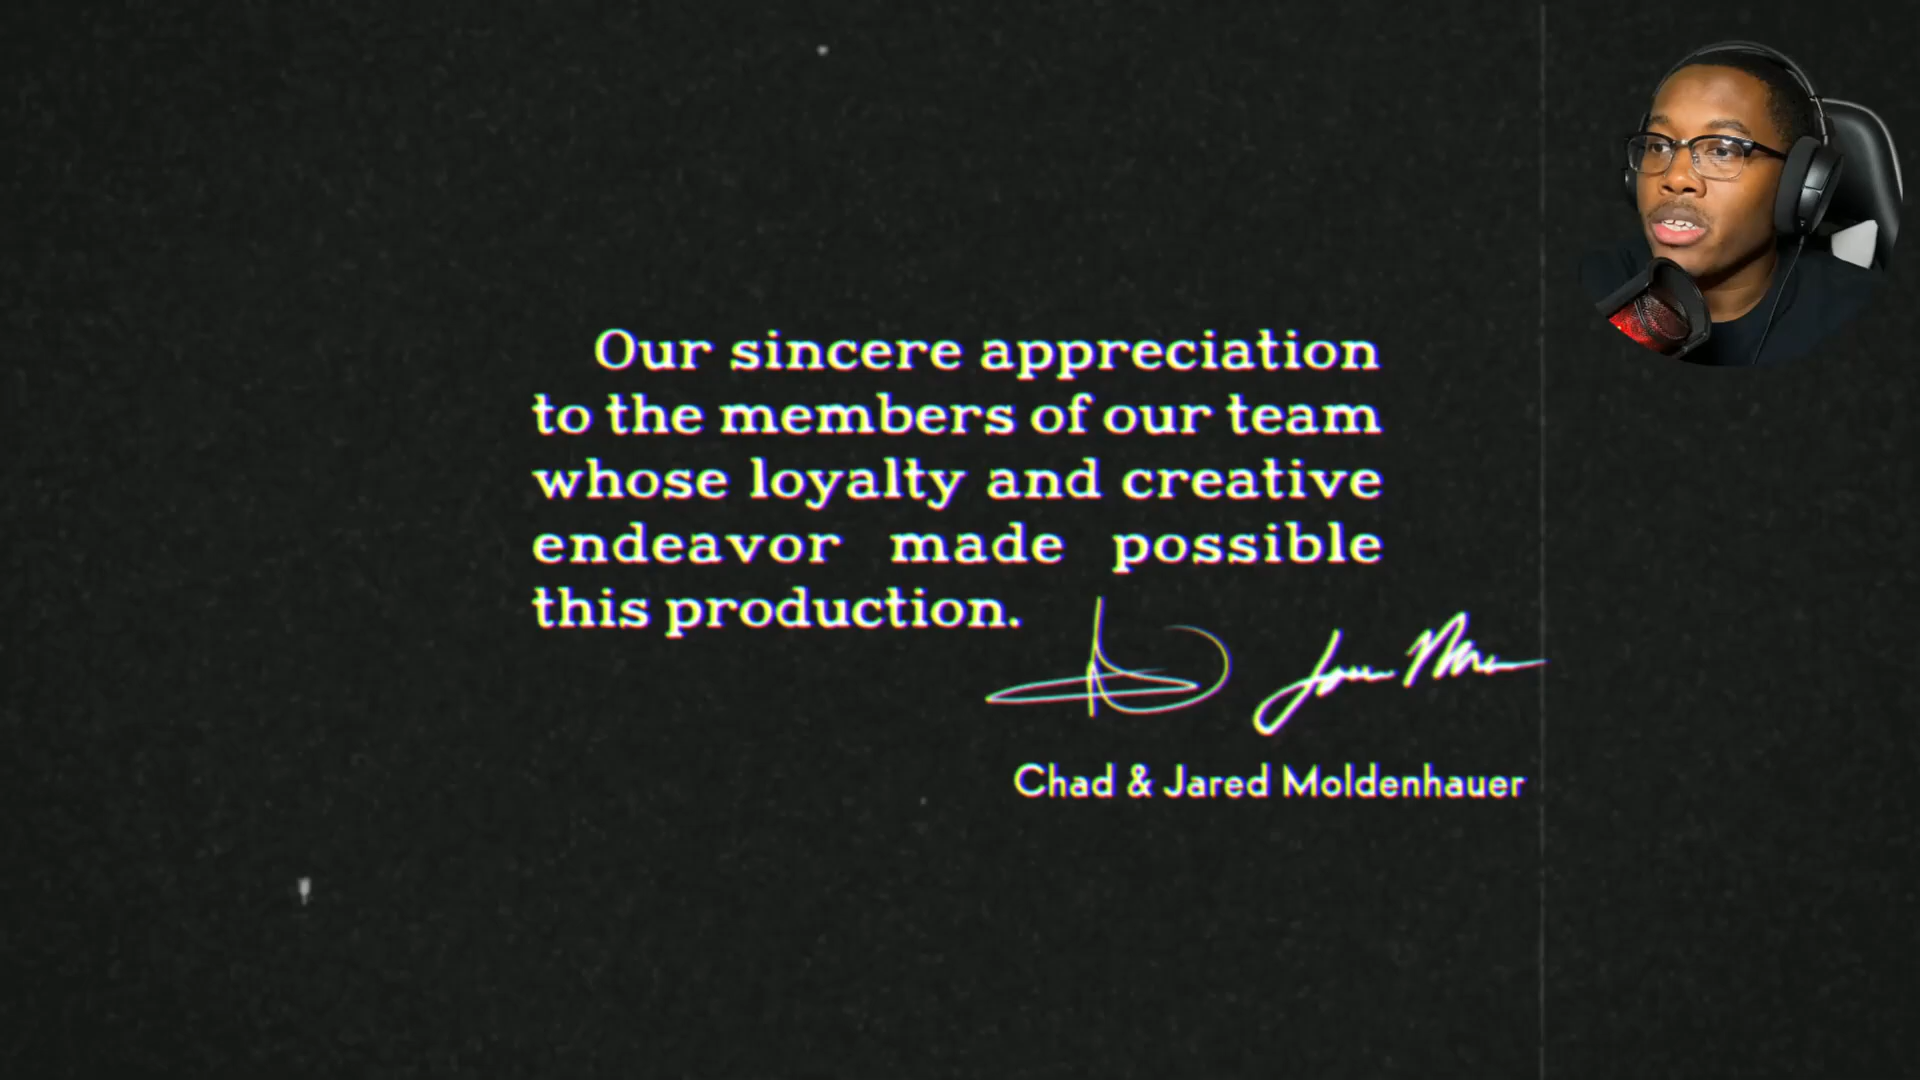 Our sincere appreciation
to the members of our team
whose loyalty and creative
endeavor made possible
this production.
Chad & Jared Moldenhauer